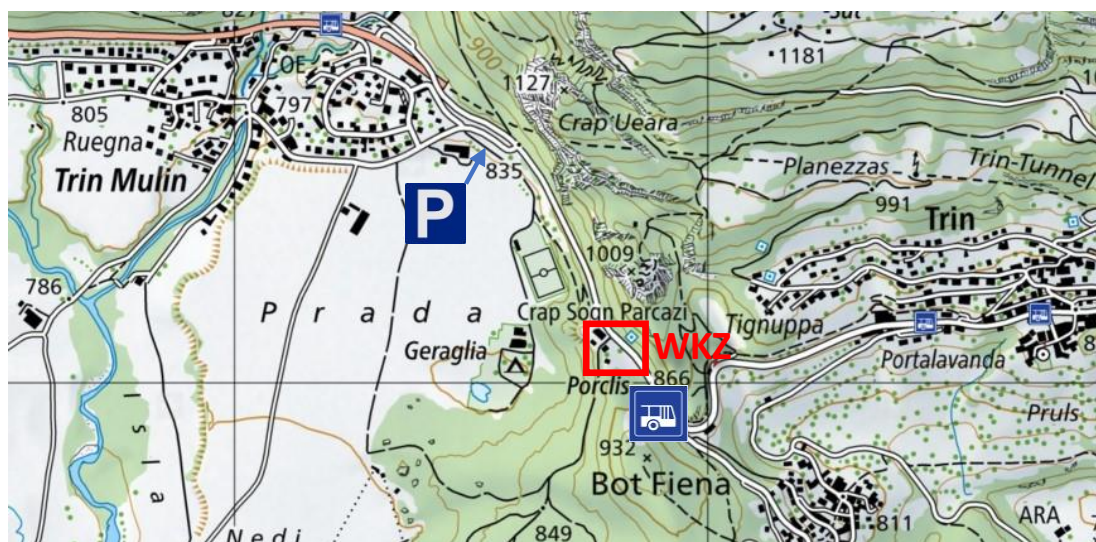 900
1127
1181
OE
797
805
Crap Ueara
Ruegna
Planezzas
Trin-Tunnel
Trin Mulin
835
P
991
Trin
1009
786
P r a d a
Crap Sogn Parcazi
Tignuppa
Geraglia
WKZ
Portalavanda
Porclis
866
Pruls
I s l a
932
Bot Fiena
811
ARA
849
N e d i